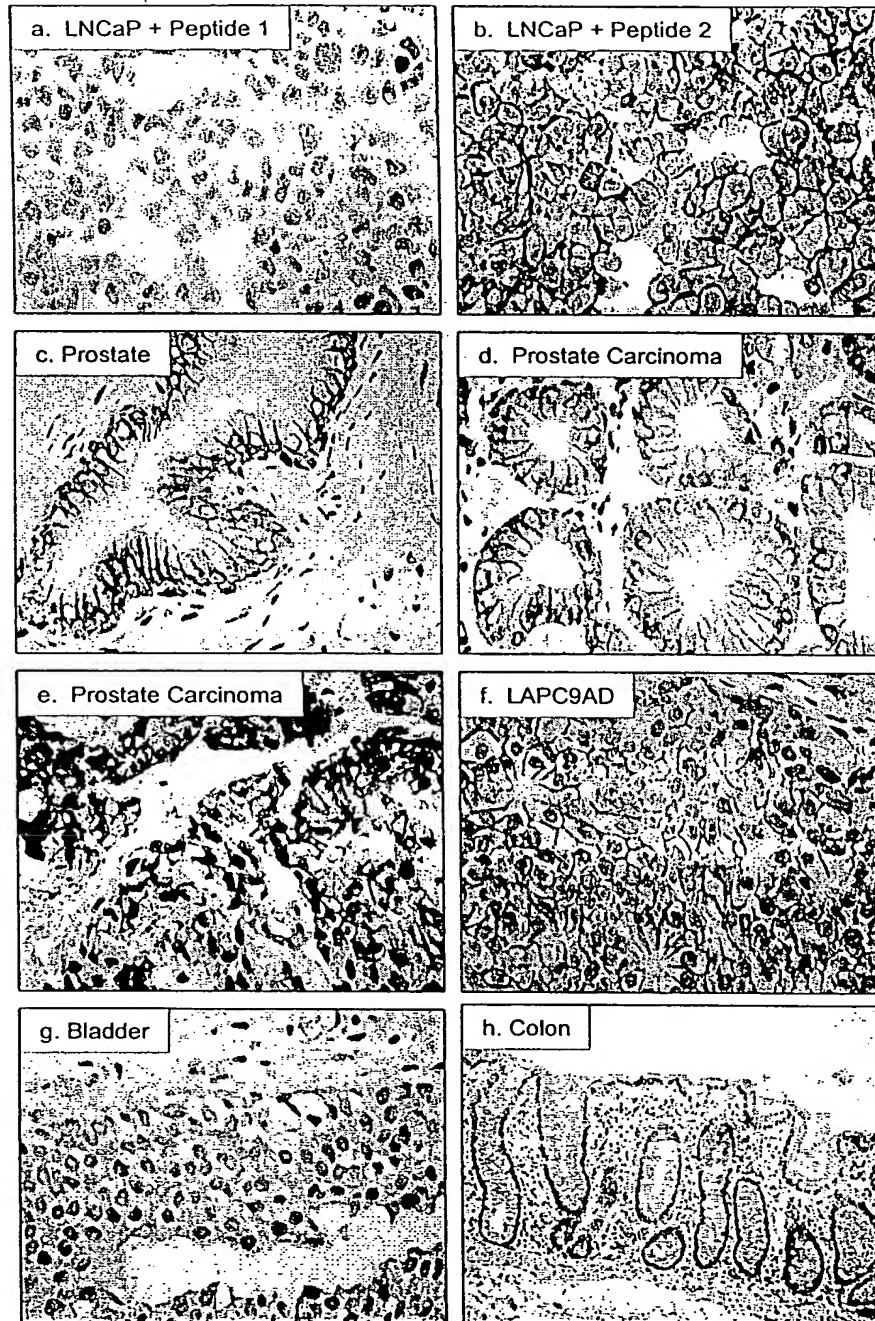 a. LNCaP + Peptide 1
b. LNCaP + Peptide 2
c. Prostate
d. Prostate Carcinoma
e. Prostate Carcinoma
f. LAPC9AD
g. Bladder
h. Colon